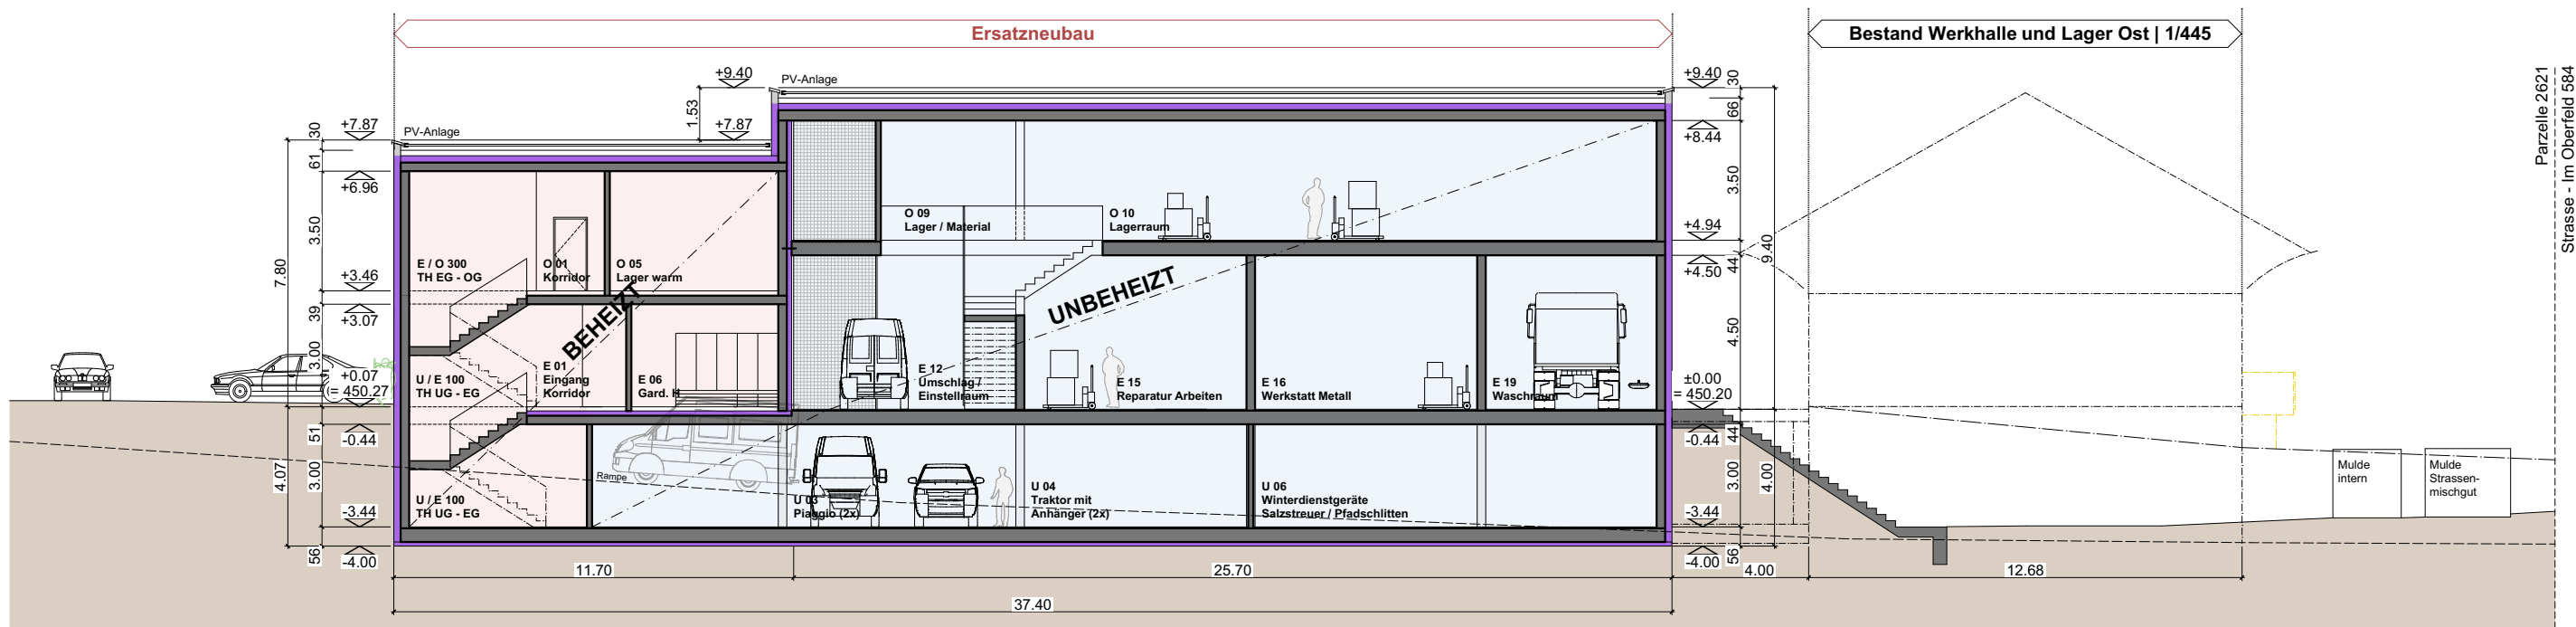 Ersatzneubau
Bestand Werkhalle und Lager Ost | 1/445
Parzelle 2621
Strasse - Im Oberfeld 584
+9.40
PV-Anlage
+9.40
30
1.53
66
+7.87
+7.87
30
PV-Anlage
+8.44
61
+6.96
3.50
3.50
O 09
Lager / Material
O 10
Lagerraum
+4.94
9.40
E / O 300
TH EG - OG
O 01
Korridor
O 05
Lager warm
7.80
44
+4.50
+3.46
39
+3.07
BEHEIZT
UNBEHEIZT
4.50
3.00
+0.07
= 450.27
U / E 100
TH UG - EG
E 01
Eingang
Korridor
E 06
Gard. H
E 12
Umschlag /
Einstellraum
E 15
Reparatur Arbeiten
E 16
Werkstatt Metall
E 19
Waschraum
±0.00
= 450.20
51
-0.44
44
-0.44
4.07
3.00
Rampe
U / E 100
TH UG - EG
U 03
Piaggio (2x)
U 04
Traktor mit
Anhänger (2x)
U 06
Winterdienstgeräte
Salzstreuer / Pfadschlitten
3.00
4.00
Mulde
intern
Mulde
Strassen-
mischgut
-3.44
-3.44
56
-4.00
56
-4.00
11.70
25.70
4.00
12.68
37.40